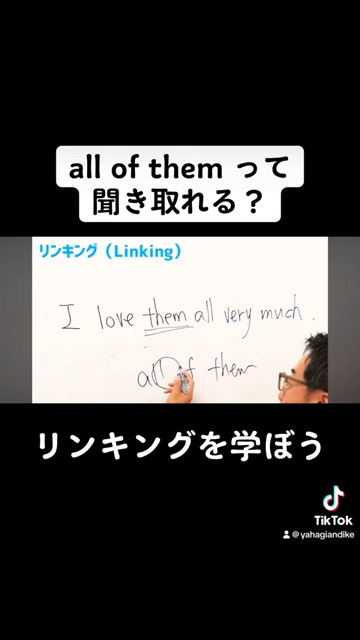 all of them って
聞き取れる？
リンキング（Linking）
I love them all very much.
all of them
リンキングを学ぼう
TikTok
@yahagiandike